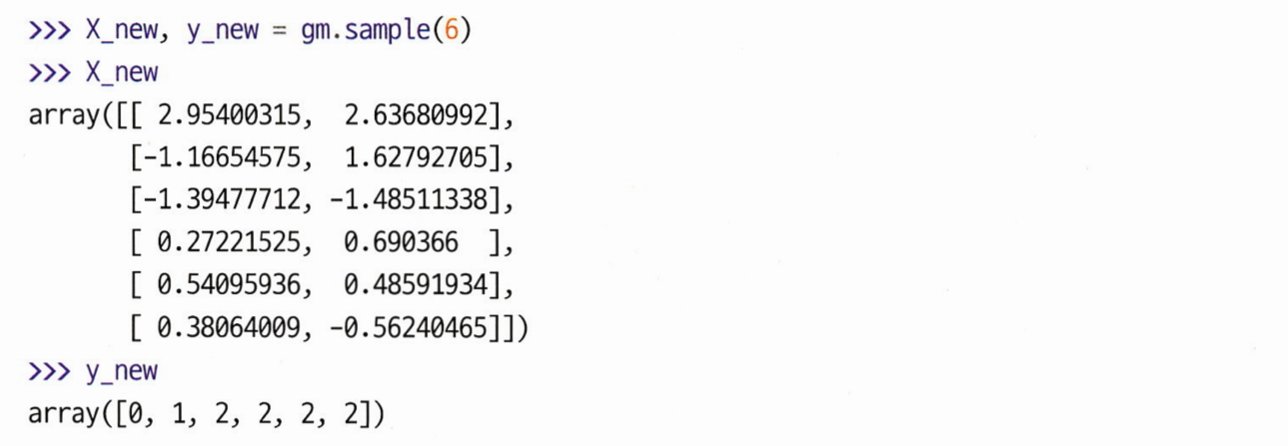 >>> X_new, y_new = gm.sample(6)
>>> X_new
array([[ 2.95400315,  2.63680992],
       [-1.16654575,  1.62792705],
       [-1.39477712, -1.48511338],
       [ 0.27221525,  0.690366  ],
       [ 0.54095936,  0.48591934],
       [ 0.38064009, -0.56240465]])
>>> y_new
array([0, 1, 2, 2, 2, 2])